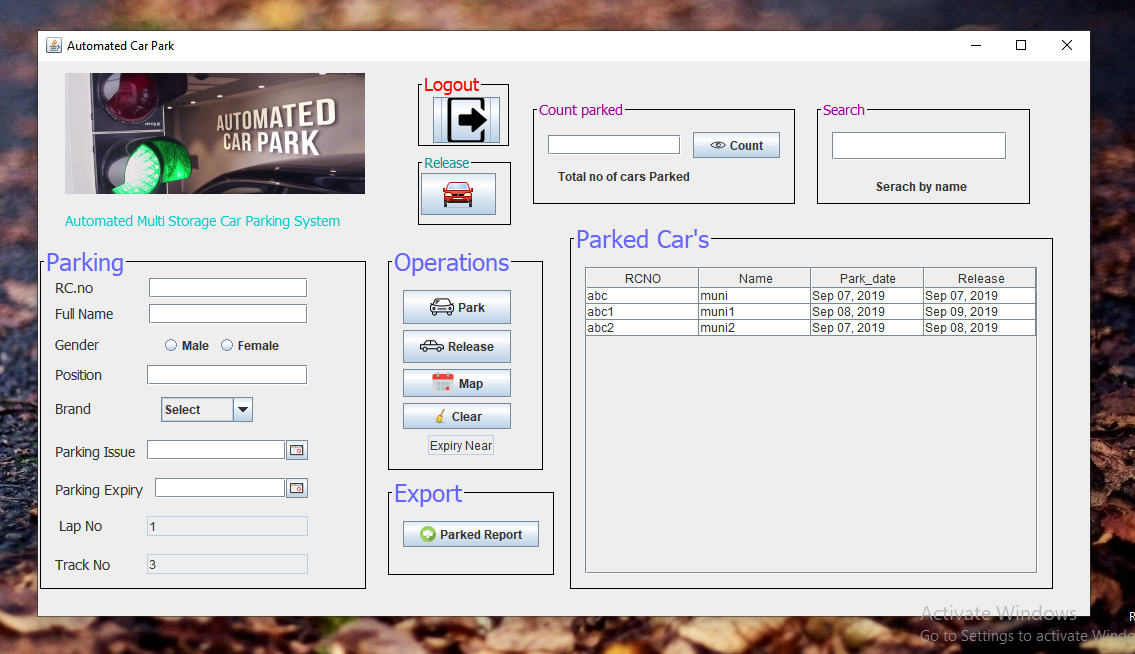 Automated Car Park
AUTOMATED
CAR PARK
Automated Multi Storage Car Parking System
Logout
Release
Count parked
Count
Total no of cars Parked
Search
Serach by name
Parking
RC.no
Full Name
Gender Male Female
Position
Brand Select
Parking Issue
Parking Expiry
Lap No 1
Track No 3
Operations
Park
Release
Map
Clear
Expiry Near
Export
Parked Report
Parked Car's
RCNO Name Park_date Release
abc muni Sep 07, 2019 Sep 07, 2019
abc1 muni1 Sep 08, 2019 Sep 09, 2019
abc2 muni2 Sep 07, 2019 Sep 08, 2019
Activate Windows
Go to Settings to activate Windo
R